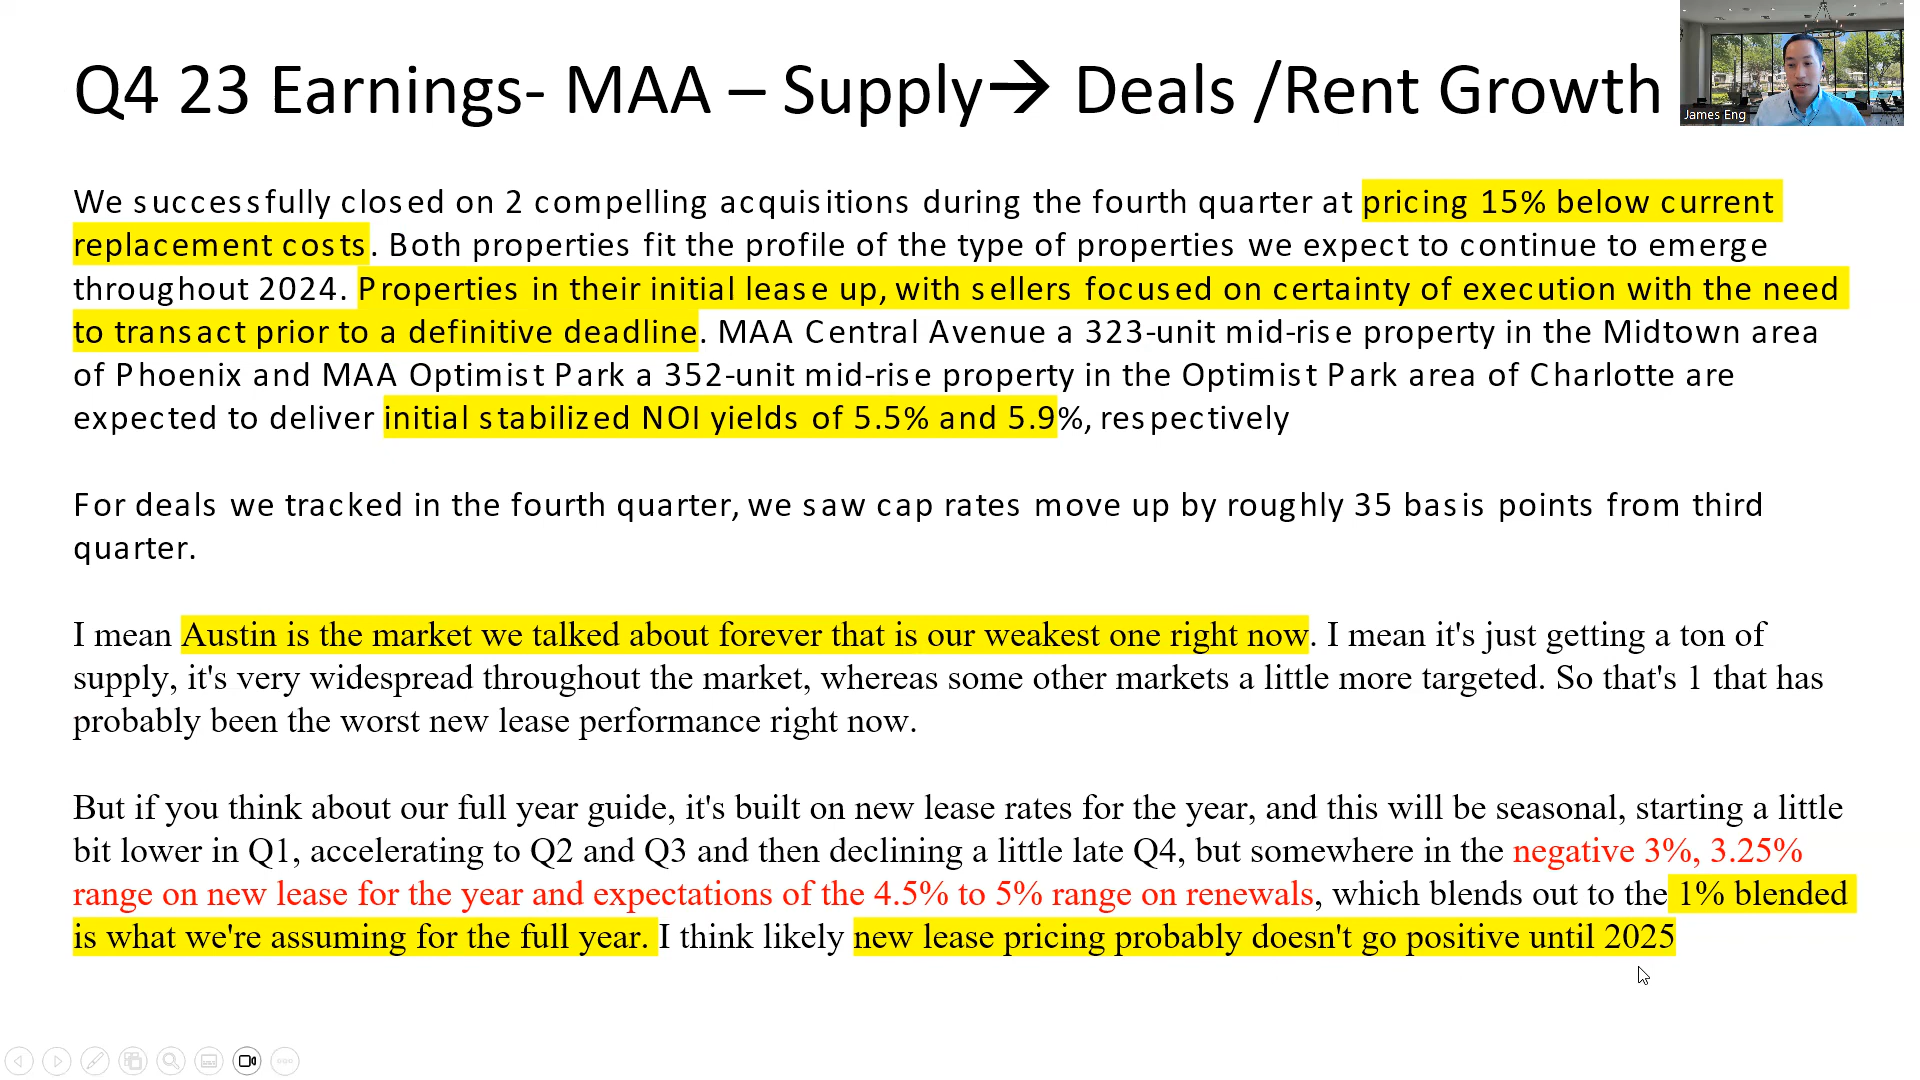 Q4 23 Earnings- MAA – Supply→ Deals /Rent Growth
James Eng
We successfully closed on 2 compelling acquisitions during the fourth quarter at pricing 15% below current
replacement costs. Both properties fit the profile of the type of properties we expect to continue to emerge
throughout 2024. Properties in their initial lease up, with sellers focused on certainty of execution with the need
to transact prior to a definitive deadline. MAA Central Avenue a 323-unit mid-rise property in the Midtown area
of Phoenix and MAA Optimist Park a 352-unit mid-rise property in the Optimist Park area of Charlotte are
expected to deliver initial stabilized NOI yields of 5.5% and 5.9%, respectively
For deals we tracked in the fourth quarter, we saw cap rates move up by roughly 35 basis points from third
quarter.
I mean Austin is the market we talked about forever that is our weakest one right now. I mean it's just getting a ton of
supply, it's very widespread throughout the market, whereas some other markets a little more targeted. So that's 1 that has
probably been the worst new lease performance right now.
But if you think about our full year guide, it's built on new lease rates for the year, and this will be seasonal, starting a little
bit lower in Q1, accelerating to Q2 and Q3 and then declining a little late Q4, but somewhere in the negative 3%, 3.25%
range on new lease for the year and expectations of the 4.5% to 5% range on renewals, which blends out to the 1% blended
is what we're assuming for the full year. I think likely new lease pricing probably doesn't go positive until 2025